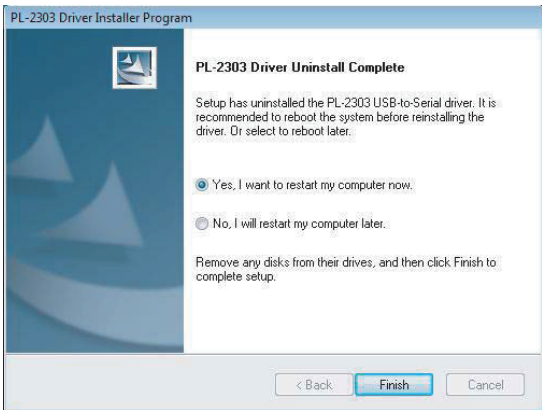 PL-2303 Driver Installer Program
PL-2303 Driver Uninstall Complete
Setup has uninstalled the PL-2303 USB-to-Serial driver. It is
recommended to reboot the system before reinstalling the
driver. Or select to reboot later.
Yes, I want to restart my computer now.
No, I will restart my computer later.
Remove any disks from their drives, and then click Finish to
complete setup.
< Back Finish Cancel